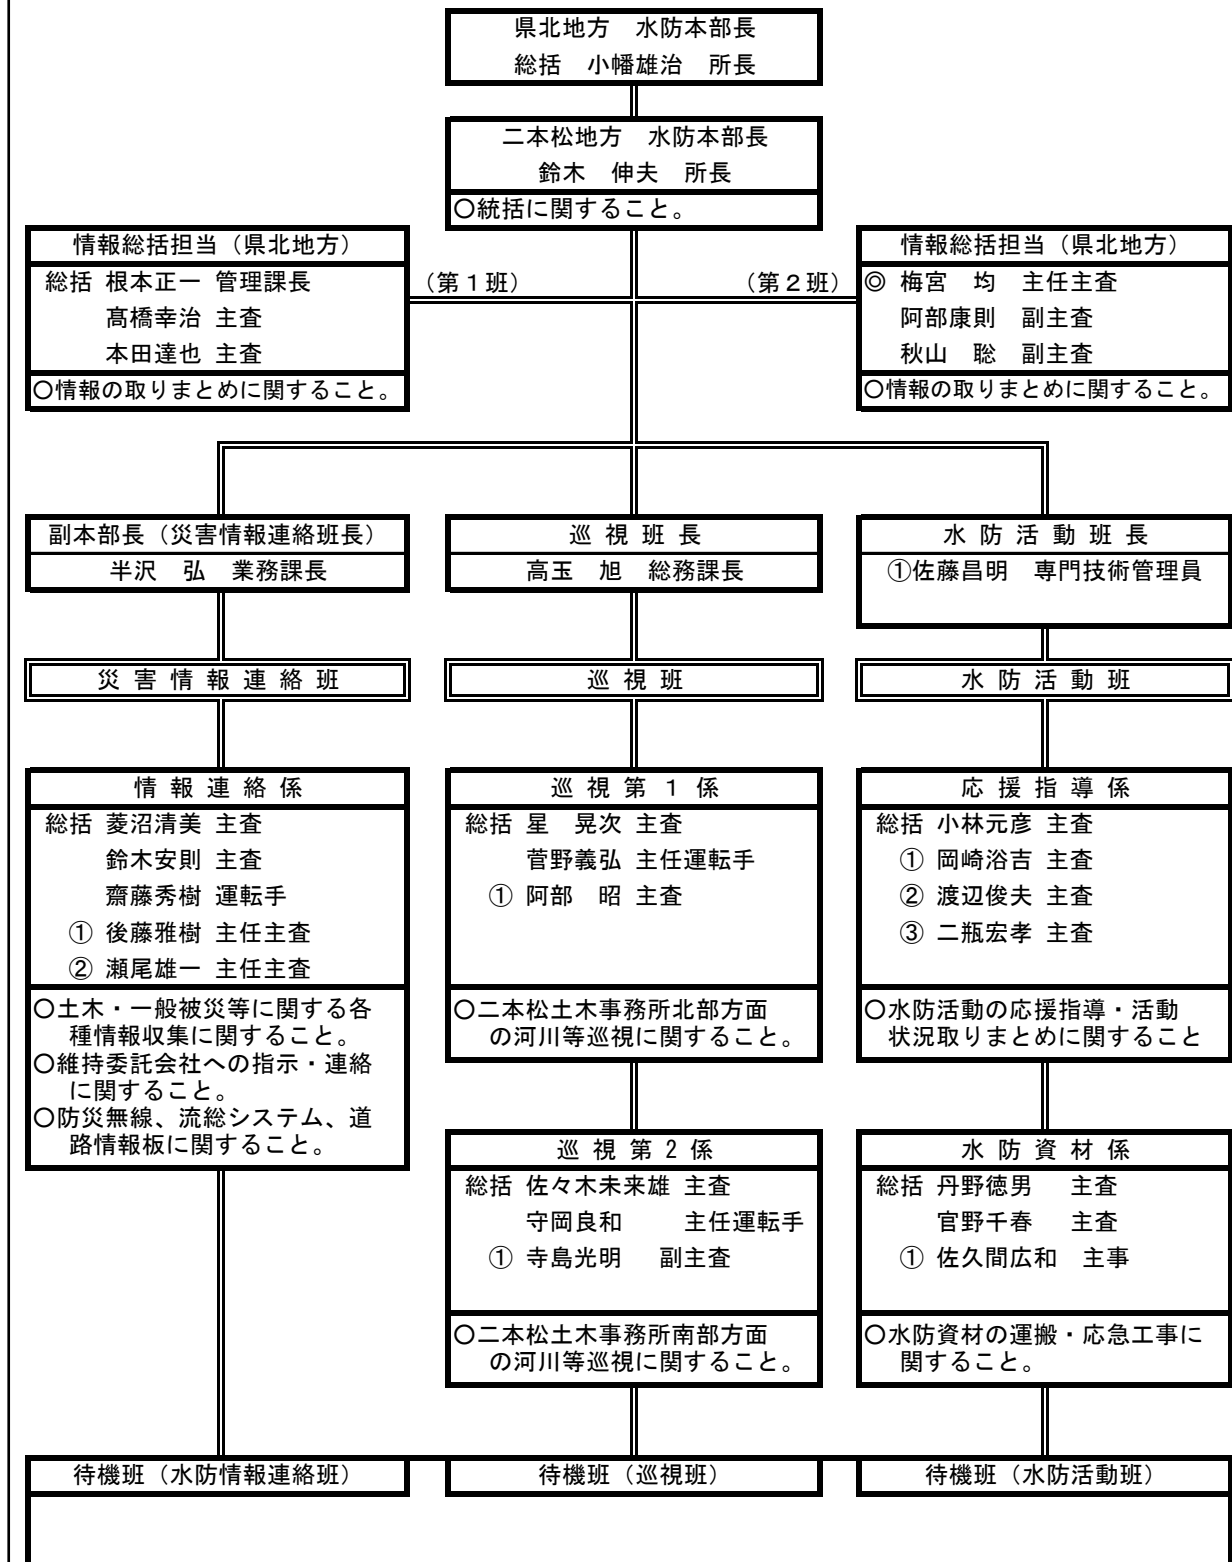 県北地方　水防本部長
総括　小幡雄治　所長
二本松地方　水防本部長
鈴木　伸夫　所長
○統括に関すること。
情報総括担当（県北地方）
総括 根本正一 管理課長
髙橋幸治 主査
本田達也 主査
○情報の取りまとめに関すること。
（第１班）
（第２班）
情報総括担当（県北地方）
◎ 梅宮　均　主任主査
阿部康則　副主査
秋山　聡　副主査
○情報の取りまとめに関すること。
副本部長（災害情報連絡班長）
半沢　弘　業務課長
巡 視 班 長
高玉　旭　総務課長
水 防 活 動 班 長
①佐藤昌明　専門技術管理員
災 害 情 報 連 絡 班
巡 視 班
水 防 活 動 班
情 報 連 絡 係
総括 菱沼清美 主査
鈴木安則 主査
齋藤秀樹 運転手
① 後藤雅樹 主任主査
② 瀬尾雄一 主任主査
○土木・一般被災等に関する各
種情報収集に関すること。
○維持委託会社への指示・連絡
に関すること。
○防災無線、流総システム、道
路情報板に関すること。
巡 視 第 １ 係
総括 星　晃次 主査
菅野義弘 主任運転手
① 阿部　昭 主査
○二本松土木事務所北部方面
の河川等巡視に関すること。
応 援 指 導 係
総括 小林元彦 主査
① 岡崎浴吉 主査
② 渡辺俊夫 主査
③ 二瓶宏孝 主査
○水防活動の応援指導・活動
状況取りまとめに関すること
巡 視 第 2 係
総括 佐々木未来雄 主査
守岡良和　　主任運転手
① 寺島光明　副主査
○二本松土木事務所南部方面
の河川等巡視に関すること。
水 防 資 材 係
総括 丹野徳男　主査
官野千春　主査
① 佐久間広和　主事
○水防資材の運搬・応急工事に
関すること。
待機班（水防情報連絡班）
待機班（巡視班）
待機班（水防活動班）